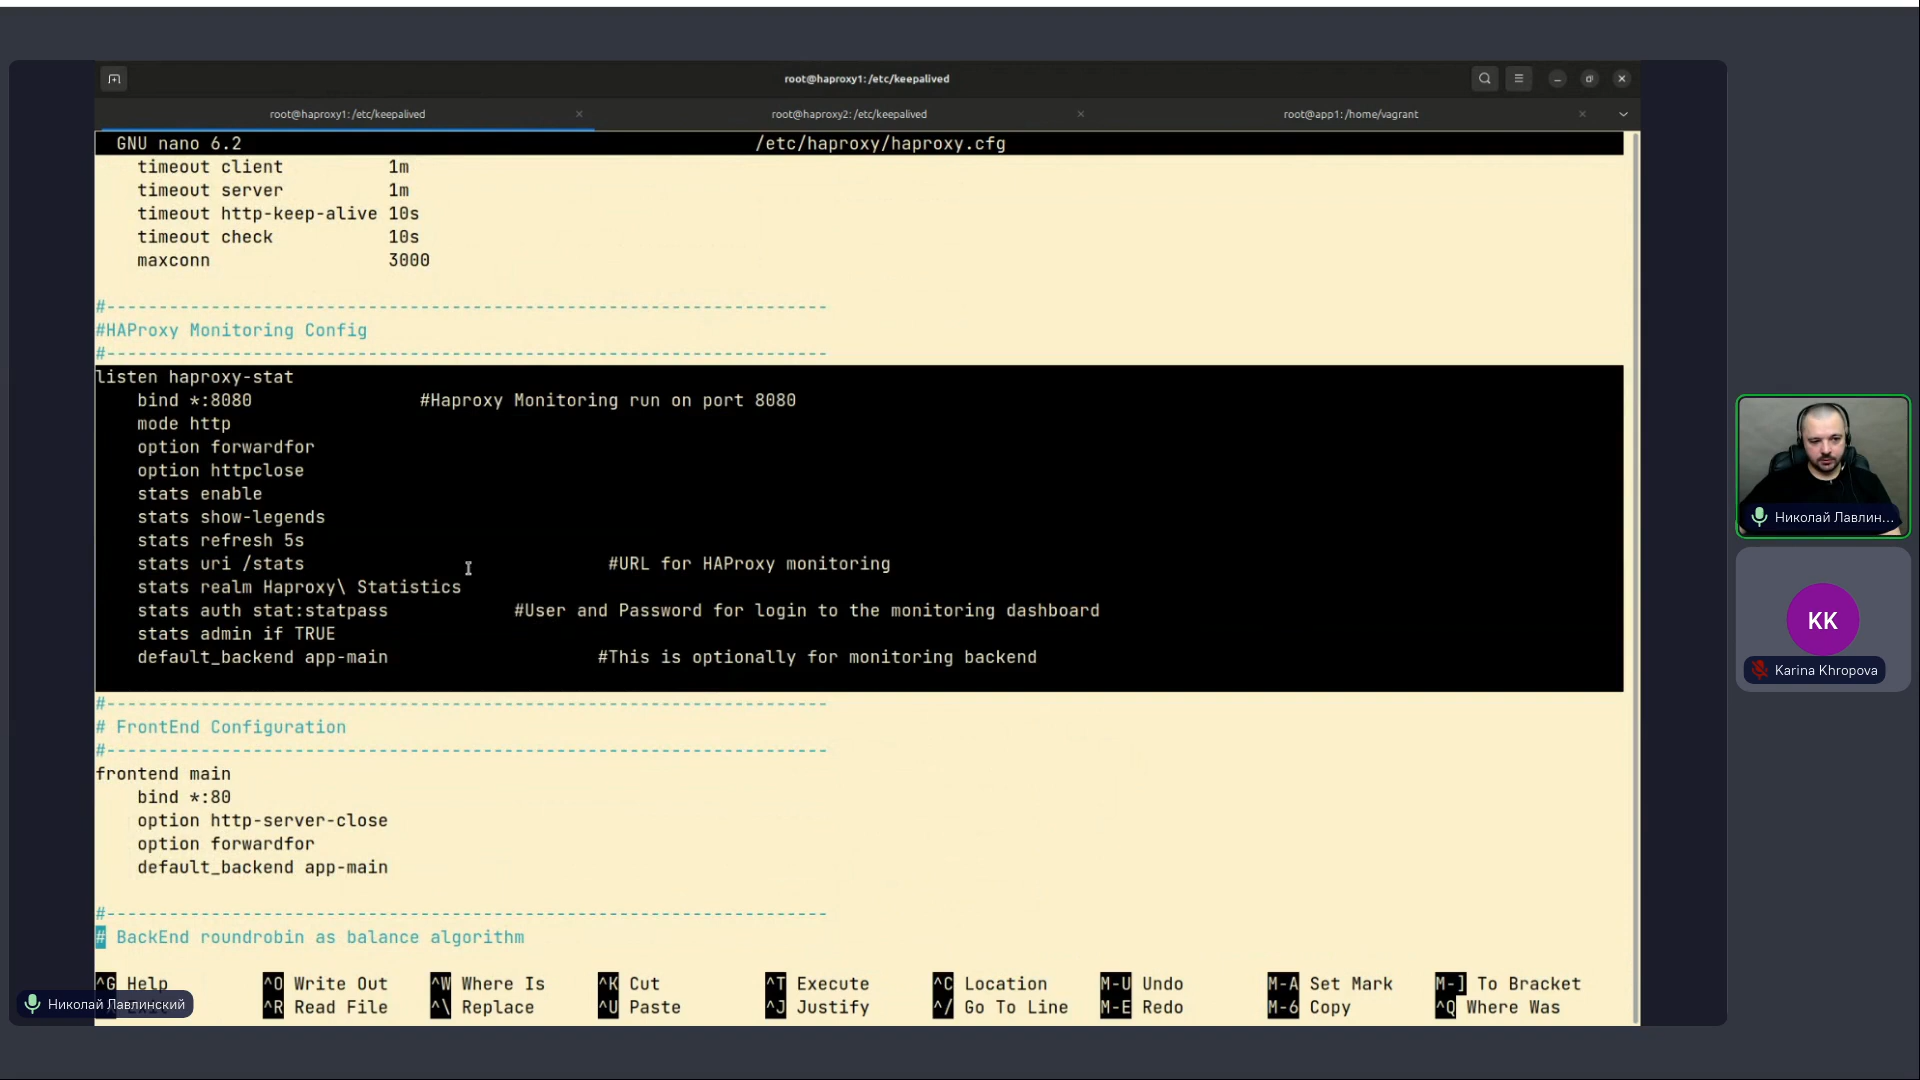 root@haproxy1: /etc/keepalived
root@haproxy1: /etc/keepalived
root@haproxy2: /etc/keepalived
root@app1: /home/vagrant
GNU nano 6.2 /etc/haproxy/haproxy.cfg
timeout client 1m
timeout server 1m
timeout http-keep-alive 10s
timeout check 10s
maxconn 3000
#---------------------------------------------------------------------
#HAProxy Monitoring Config
#---------------------------------------------------------------------
listen haproxy-stat
bind *:8080 #Haproxy Monitoring run on port 8080
mode http
option forwardfor
option httpclose
stats enable
stats show-legends
stats refresh 5s
stats uri /stats #URL for HAProxy monitoring
stats realm Haproxy\ Statistics
stats auth stat:statpass #User and Password for login to the monitoring dashboard
stats admin if TRUE
default_backend app-main #This is optionally for monitoring backend
#---------------------------------------------------------------------
# FrontEnd Configuration
#---------------------------------------------------------------------
frontend main
bind *:80
option http-server-close
option forwardfor
default_backend app-main
#---------------------------------------------------------------------
# BackEnd roundrobin as balance algorithm
^G Help ^O Write Out ^W Where Is ^K Cut ^T Execute ^C Location M-U Undo M-A Set Mark M-] To Bracket
^R Read File ^\ Replace ^U Paste ^J Justify ^/ Go To Line M-E Redo M-6 Copy ^Q Where Was
Николай Лавлинский
Николай Лавлин...
KK
Karina Khropova